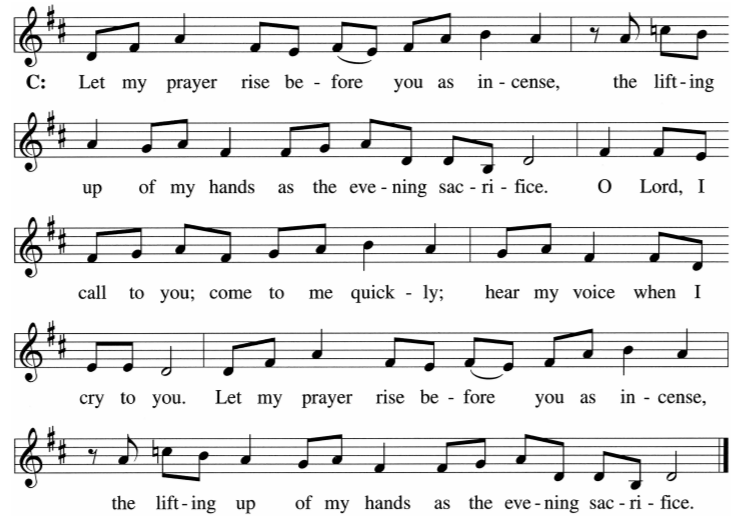 C: Let my prayer rise be - fore you as in - cense, the lift - ing
up of my hands as the eve - ning sac - ri - fice. O Lord, I
call to you; come to me quick - ly; hear my voice when I
cry to you. Let my prayer rise be - fore you as in - cense,
the lift - ing up of my hands as the eve - ning sac - ri - fice.